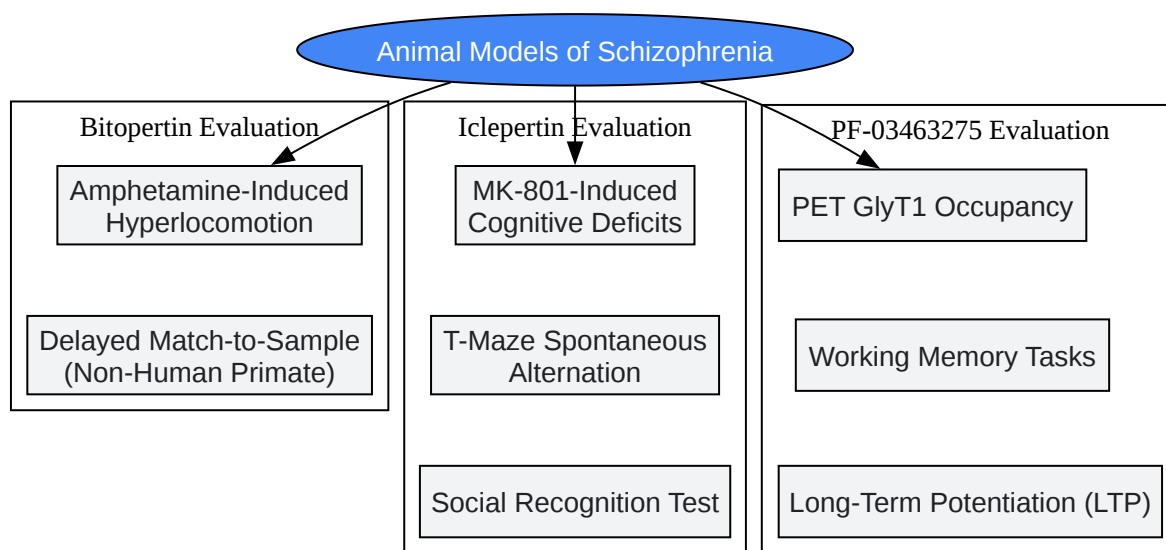 Animal Models of Schizophrenia
Bitopertin Evaluation
Amphetamine-Induced
Hyperlocomotion
Delayed Match-to-Sample
(Non-Human Primate)
Iclepertin Evaluation
MK-801-Induced
Cognitive Deficits
T-Maze Spontaneous
Alternation
Social Recognition Test
PF-03463275 Evaluation
PET GlyT1 Occupancy
Working Memory Tasks
Long-Term Potentiation (LTP)